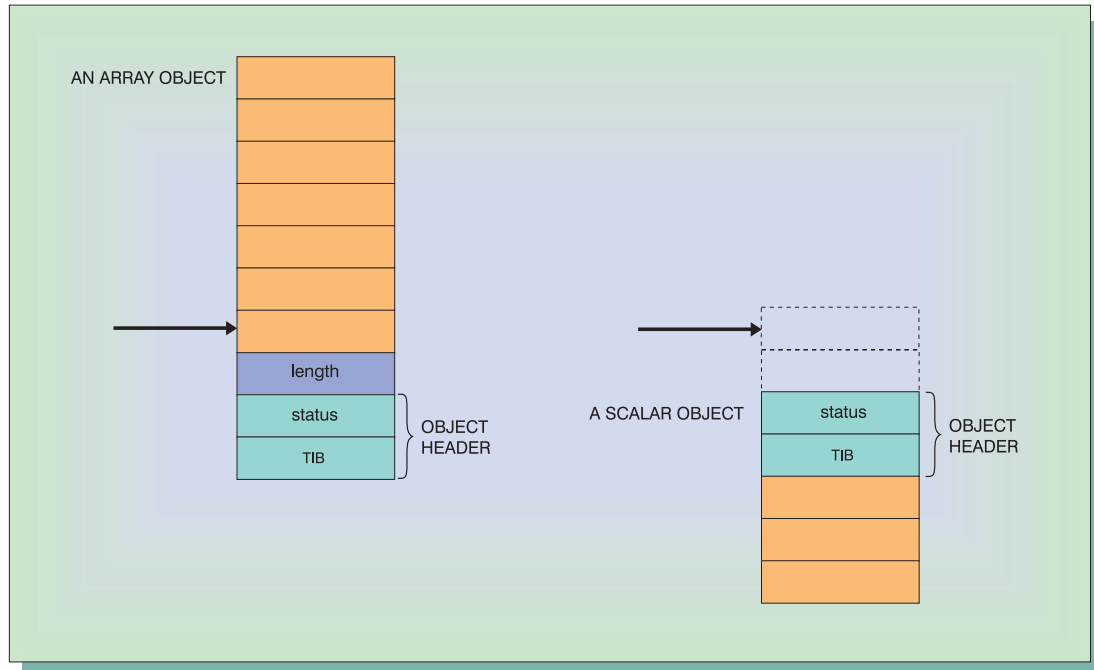 AN ARRAY OBJECT
length
status
TIB
OBJECT
HEADER
A SCALAR OBJECT
status
TIB
OBJECT
HEADER